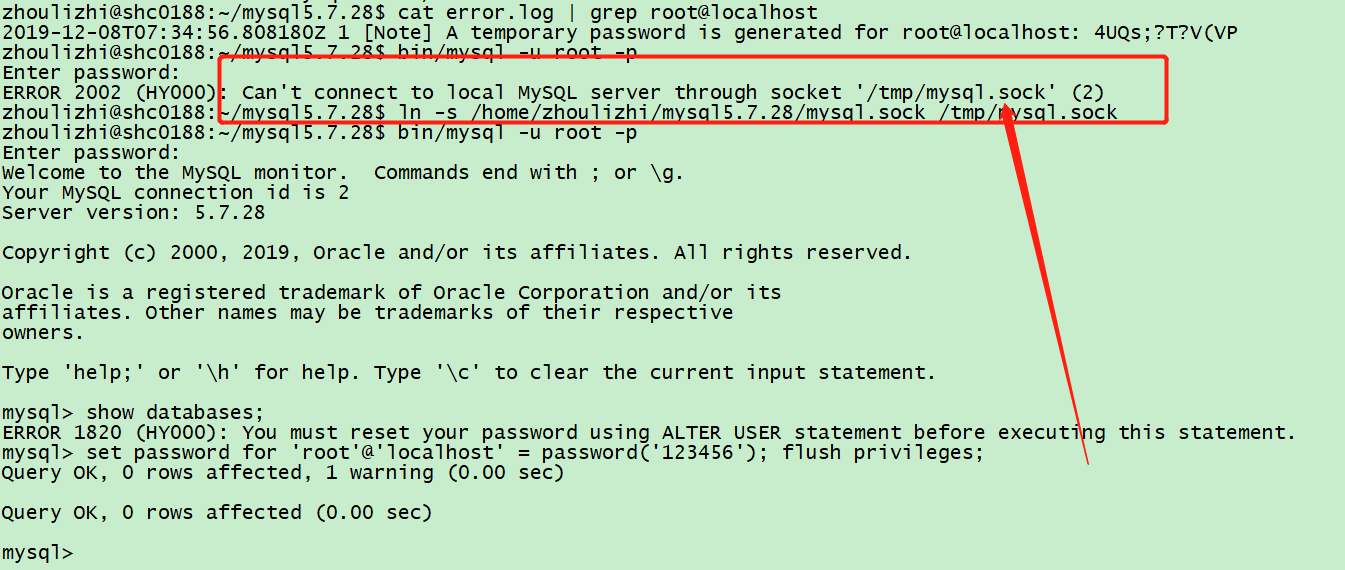 zhoulizhi@shc0188:~/mysql5.7.28$ cat error.log | grep root@localhost
2019-12-08T07:34:56.808180Z 1 [Note] A temporary password is generated for root@localhost: 4UQs;?T?V(VP
zhoulizhi@shc0188:~/mysql5.7.28$ bin/mysql -u root -p
Enter password:
ERROR 2002 (HY000): Can't connect to local MySQL server through socket '/tmp/mysql.sock' (2)
zhoulizhi@shc0188:~/mysql5.7.28$ ln -s /home/zhoulizhi/mysql5.7.28/mysql.sock /tmp/mysql.sock
zhoulizhi@shc0188:~/mysql5.7.28$ bin/mysql -u root -p
Enter password:
Welcome to the MySQL monitor.  Commands end with ; or \g.
Your MySQL connection id is 2
Server version: 5.7.28
Copyright (c) 2000, 2019, Oracle and/or its affiliates. All rights reserved.
Oracle is a registered trademark of Oracle Corporation and/or its
affiliates. Other names may be trademarks of their respective
owners.
Type 'help;' or '\h' for help. Type '\c' to clear the current input statement.
mysql> show databases;
ERROR 1820 (HY000): You must reset your password using ALTER USER statement before executing this statement.
mysql> set password for 'root'@'localhost' = password('123456'); flush privileges;
Query OK, 0 rows affected, 1 warning (0.00 sec)
Query OK, 0 rows affected (0.00 sec)
mysql>